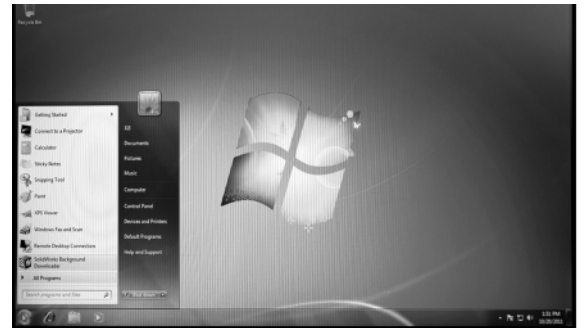 Recycle Bin
Getting Started
Connect to a Projector
Calculator
Sticky Notes
Snipping Tool
Paint
XPS Viewer
Windows Fax and Scan
Remote Desktop Connection
SolidWorks Background
Downloader
All Programs
Search programs and files
Documents
Pictures
Music
Computer
Control Panel
Devices and Printers
Default Programs
Help and Support
Shut down